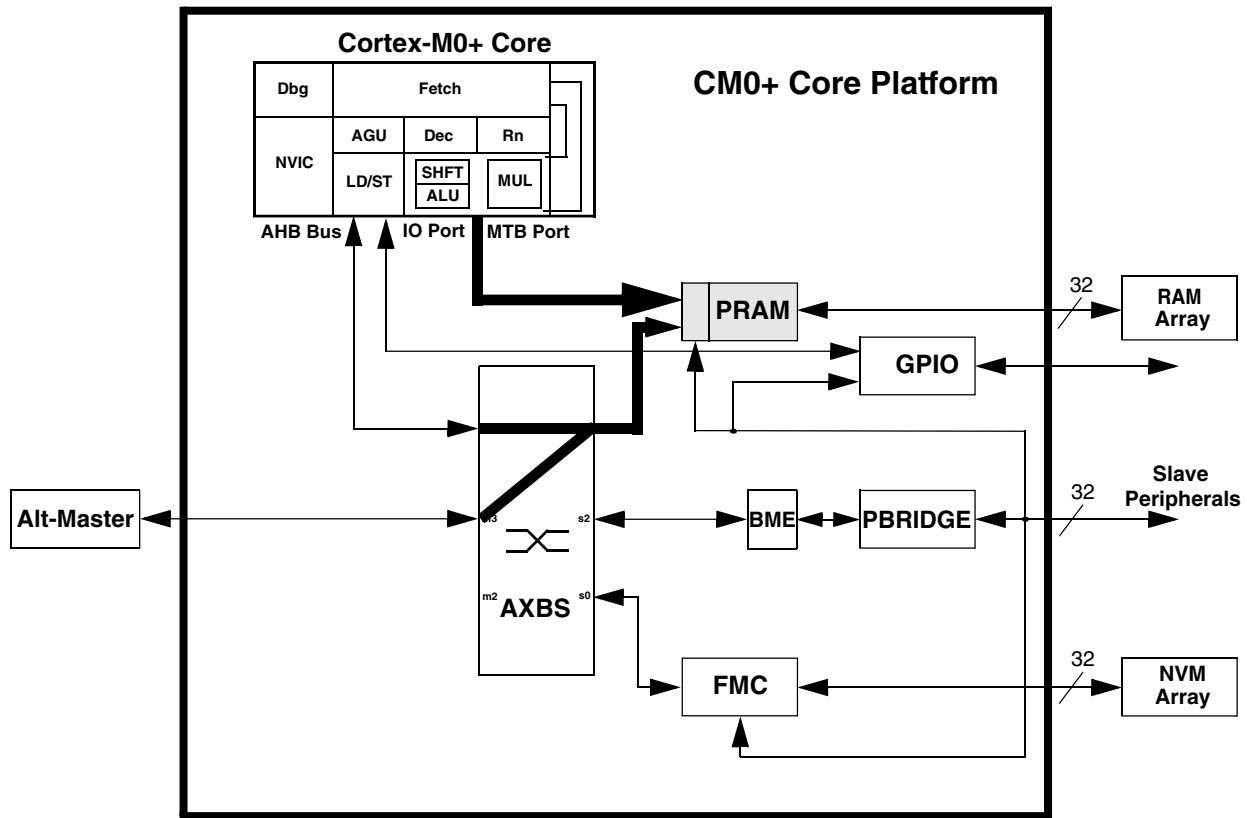 Cortex-M0+ Core
CM0+ Core Platform
Dbg
Fetch
AGU
Dec
Rn
NVIC
LD/ST
SHFT
ALU
MUL
AHB Bus
IO Port
MTB Port
PRAM
32
RAM
Array
GPIO
Alt-Master
s2
BME
PBRIDGE
32
Slave
Peripherals
m2
AXBS
s0
FMC
32
NVM
Array